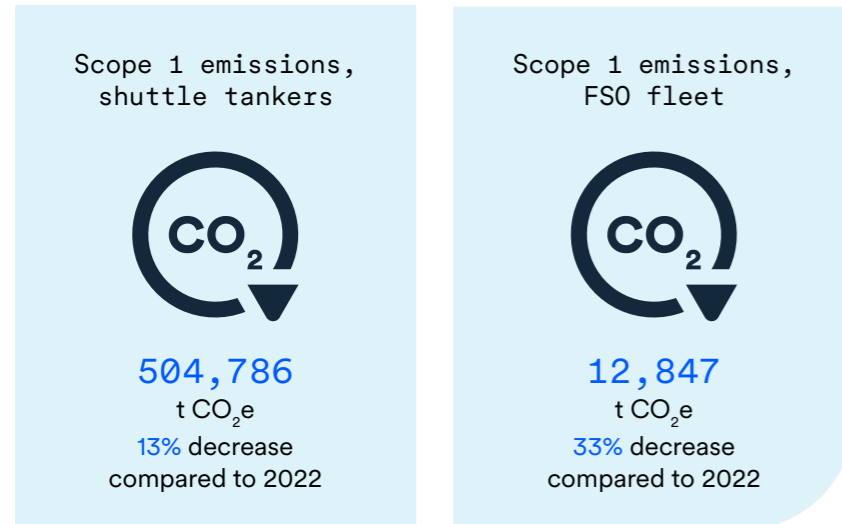 Scope 1 emissions,
shuttle tankers
CO₂
504,786
t CO₂e
13% decrease
compared to 2022
Scope 1 emissions,
FSO fleet
CO₂
12,847
t CO₂e
33% decrease
compared to 2022